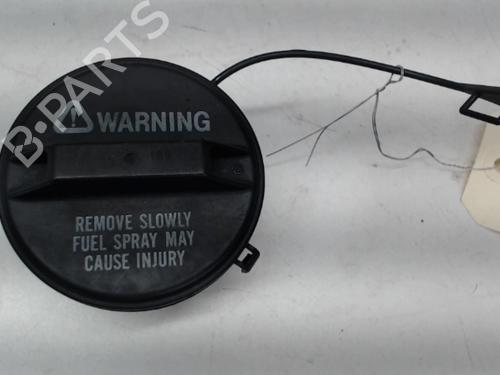 B·PARTS
WARNING
REMOVE SLOWLY
FUEL SPRAY MAY
CAUSE INJURY